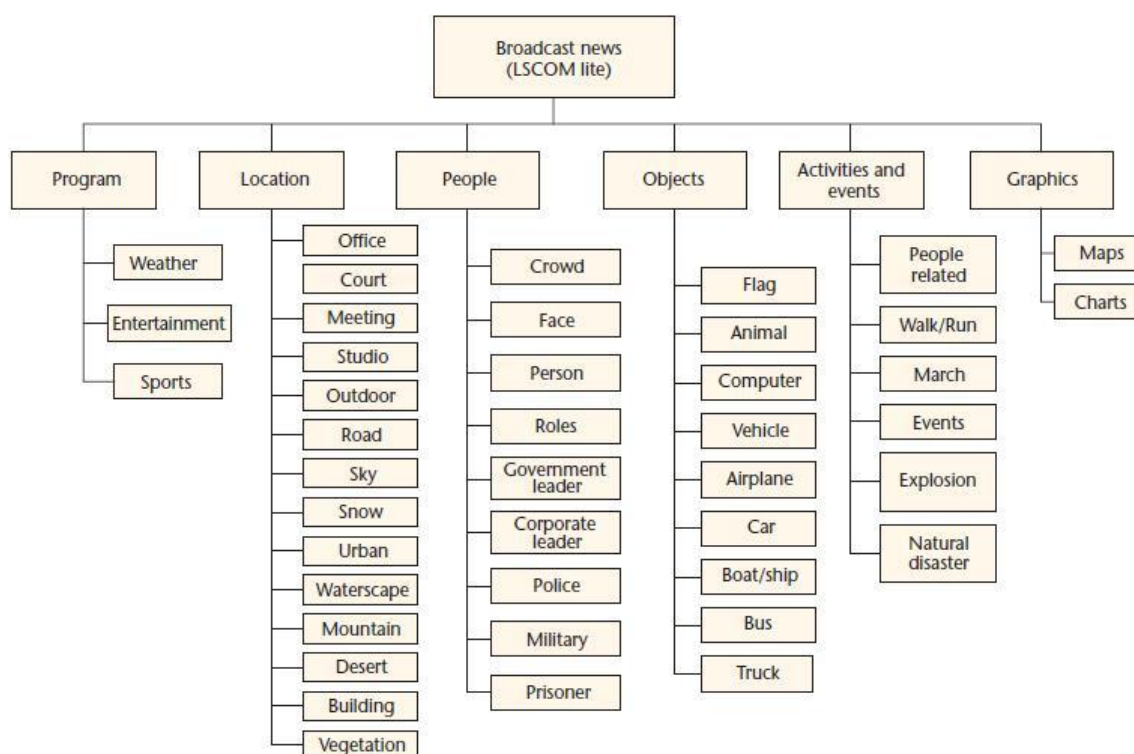 Broadcast news
(LSCOM lite)
Program
Location
People
Objects
Activities and
events
Graphics
Weather
Entertainment
Sports
Office
Court
Meeting
Studio
Outdoor
Road
Sky
Snow
Urban
Waterscape
Mountain
Desert
Building
Vegetation
Crowd
Face
Person
Roles
Government
leader
Corporate
leader
Police
Military
Prisoner
Flag
Animal
Computer
Vehicle
Airplane
Car
Boat/ship
Bus
Truck
People
related
Walk/Run
March
Events
Explosion
Natural
disaster
Maps
Charts